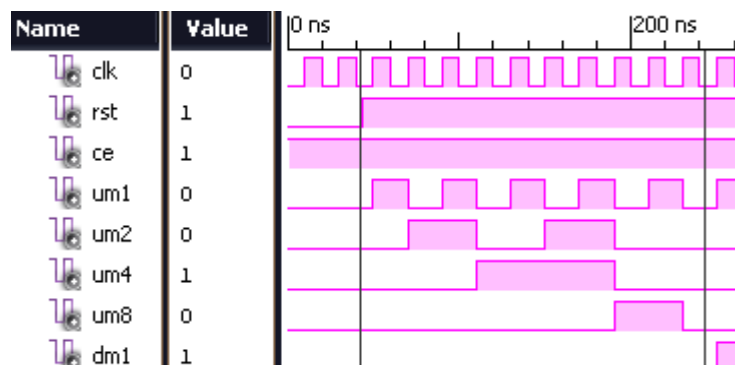 Name Value 0 ns 200 ns
clk 0
rst 1
ce 1
um1 0
um2 0
um4 1
um8 0
dm1 1